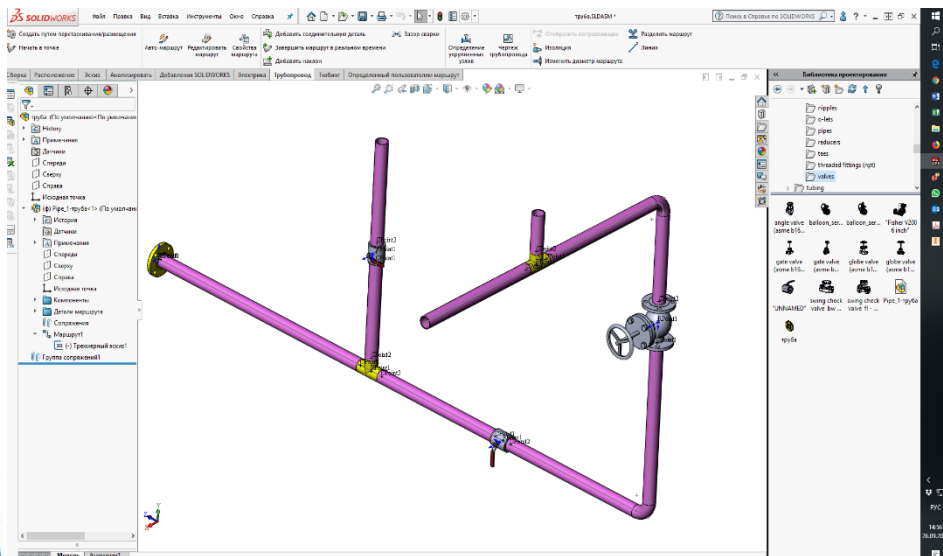 SOLIDWORKS Файл Правка Вид Вставка Инструменты Окно Справка труба.SLDASM * Поиск в Справке по SOLIDWORKS
Создать путем перетаскивания/размещения
Начать в точке
Авто-маршрут
Редактировать маршрут
Свойства маршрута
Добавить соединительную деталь
Завершить маршрут в реальном времени
Добавить наклон
Зазор сварки
Определение укрупненных узлов
Чертеж трубопровода
Отобразить направляющие
Изоляция
Изменить диаметр маршрута
Разделить маршрут
Линия
Сборка Расположение Эскиз Анализировать Добавления SOLIDWORKS Электрика Трубопровод Тюбинг Определенный пользователем маршрут
труба (По умолчанию<По умолчани
History
Примечания
Датчики
Спереди
Сверху
Справа
Исходная точка
(ф) Pipe_1-труба<1> (По умолчани
История
Датчики
Примечания
Спереди
Сверху
Справа
Исходная точка
Компоненты
Детали маршрута
Сопряжения
Маршрут1
(-) Трехмерный эскиз1
Группа сопряжений1
Модель
Библиотека проектирования
nipples
o-lets
pipes
reducers
tees
threaded fittings (npt)
valves
tubing
angle valve (asme b16...
balloon_ser...
balloon_ser...
"Fisher V200 6 inch"
gate valve (asme b16...
gate valve (asme b...
globe valve (asme b...
globe valve (asme b1...
"UNNAMED"
swing check valve bw ...
swing check valve fl - ...
Pipe_1-труба
труба
РУС
14:56